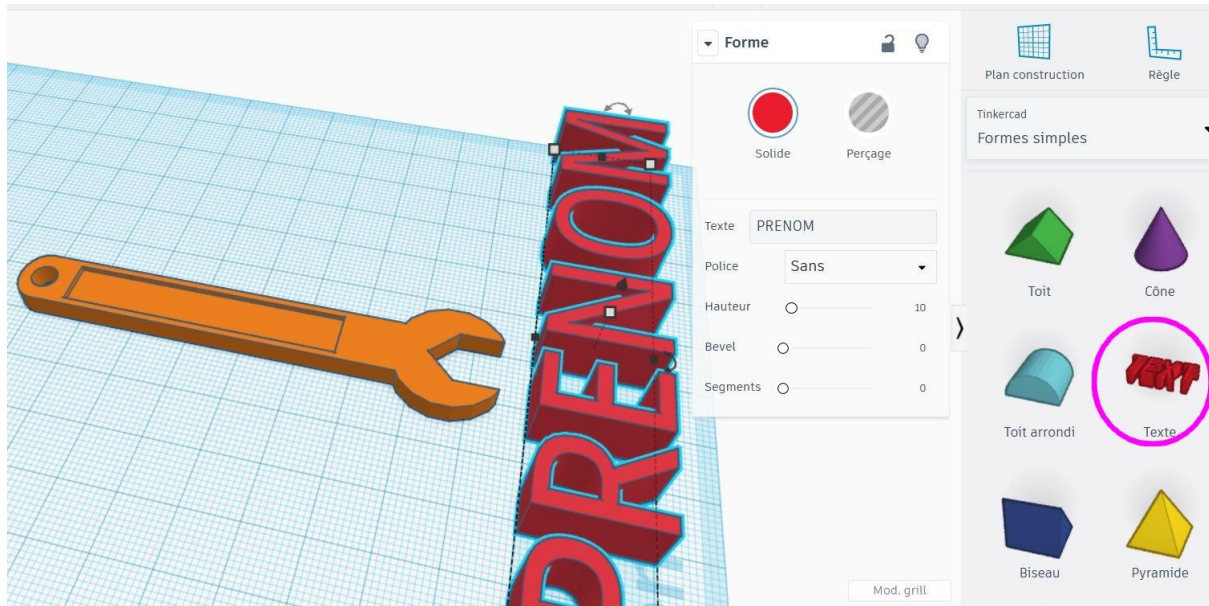 Forme
Solide
Perçage
Texte PRENOM
Police Sans
Hauteur 10
Bevel 0
Segments 0
Mod. grill
PRENOM
Plan construction
Règle
Tinkercad
Formes simples
Toit
Cône
TEXT
Toit arrondi
Texte
Biseau
Pyramide